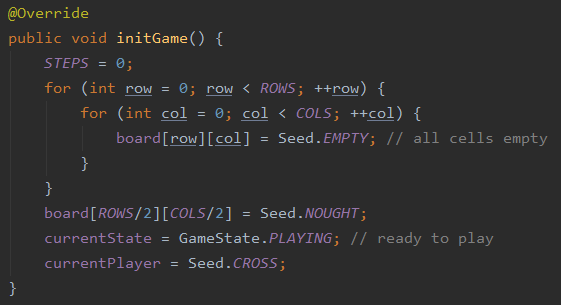 @Override
public void initGame() {
    STEPS = 0;
    for (int row = 0; row < ROWS; ++row) {
        for (int col = 0; col < COLS; ++col) {
            board[row][col] = Seed.EMPTY; // all cells empty
        }
    }
    board[ROWS/2][COLS/2] = Seed.NOUGHT;
    currentState = GameState.PLAYING; // ready to play
    currentPlayer = Seed.CROSS;
}